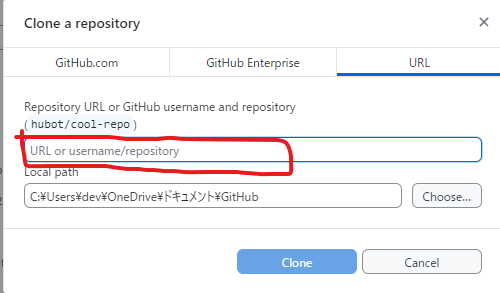 Clone a repository
GitHub.com
GitHub Enterprise
URL
Repository URL or GitHub username and repository
(hubot/cool-repo)
URL or username/repository
Local path
C:¥Users¥dev¥OneDrive¥ドキュメント¥GitHub
Choose...
Clone
Cancel